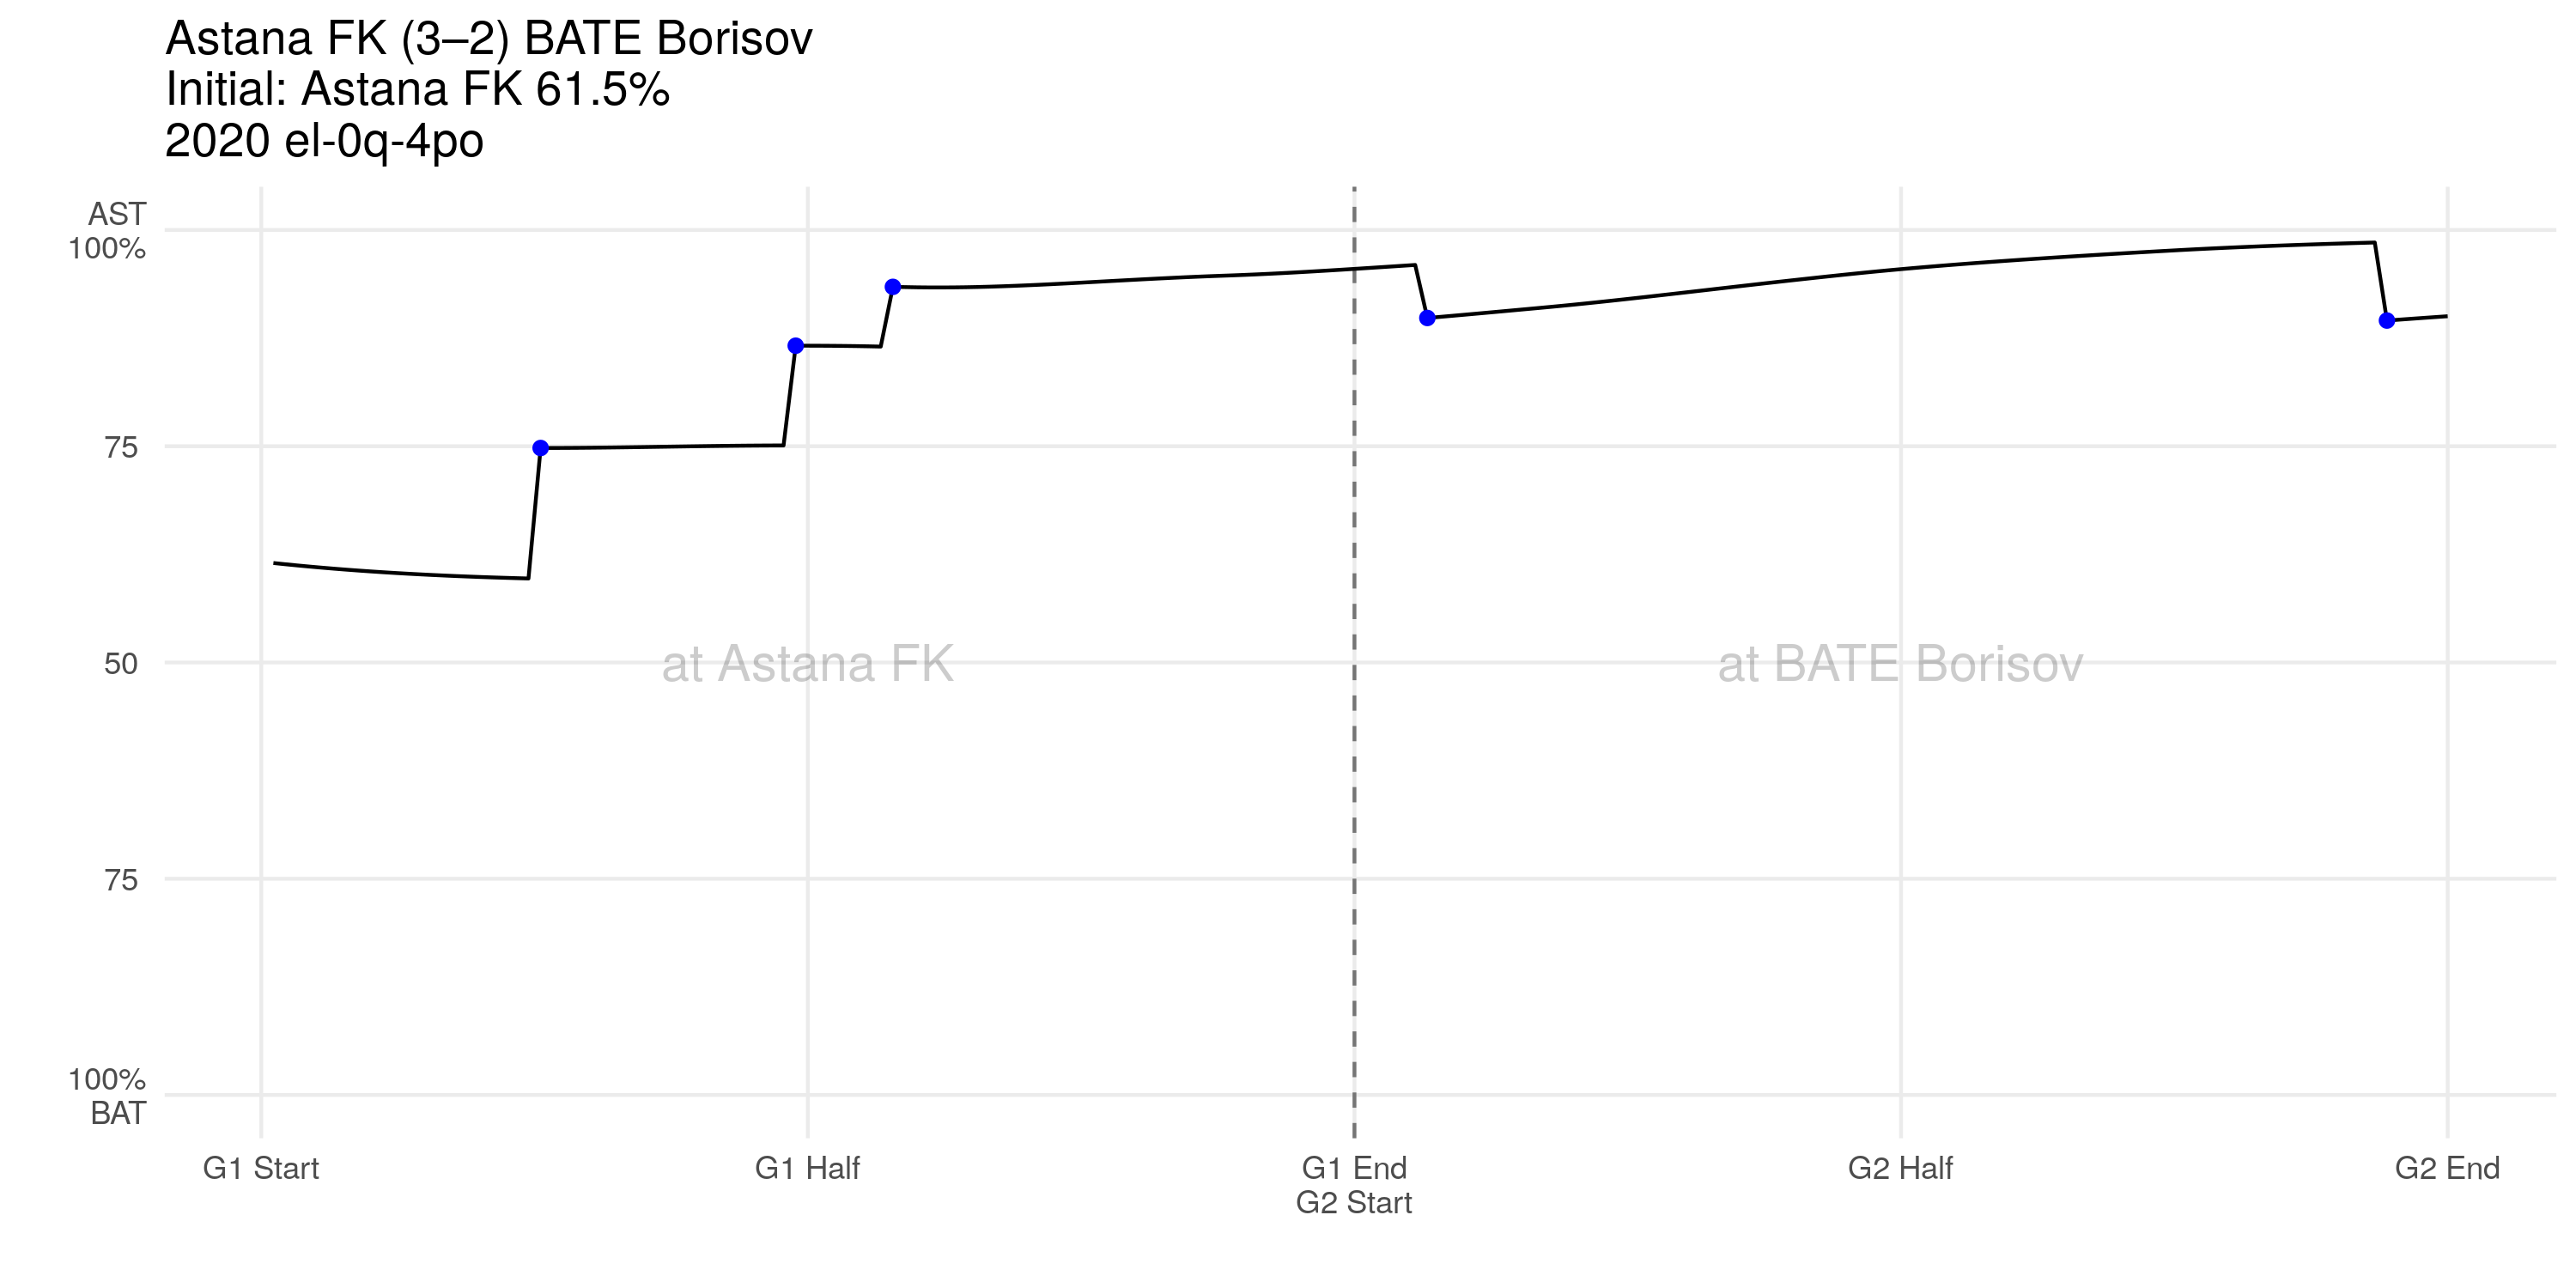 Astana FK (3–2) BATE Borisov
Initial: Astana FK 61.5%
2020 el-0q-4po
AST
100%
75
50
75
100%
BAT
at Astana FK
at BATE Borisov
G1 Start
G1 Half
G1 End
G2 Start
G2 Half
G2 End